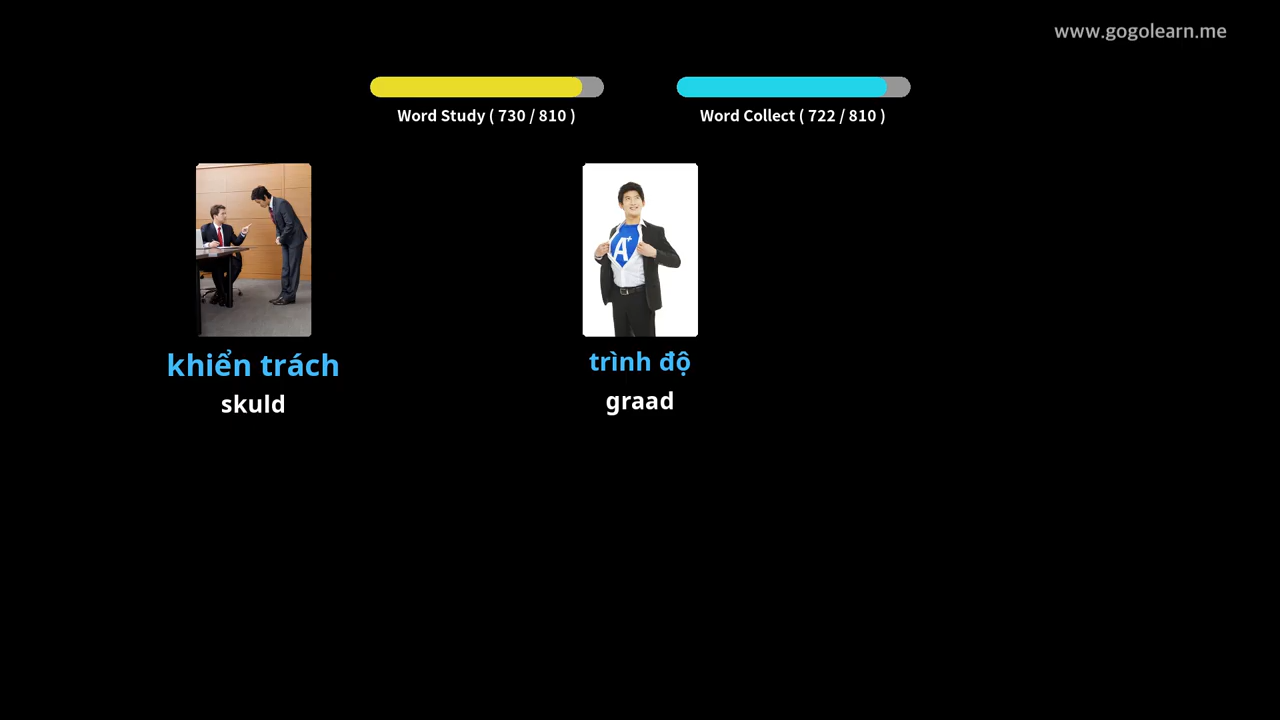 www.gogolearn.me
Word Study ( 730 / 810 )
Word Collect ( 722 / 810 )
A+
khiển trách
trình độ
skuld
graad